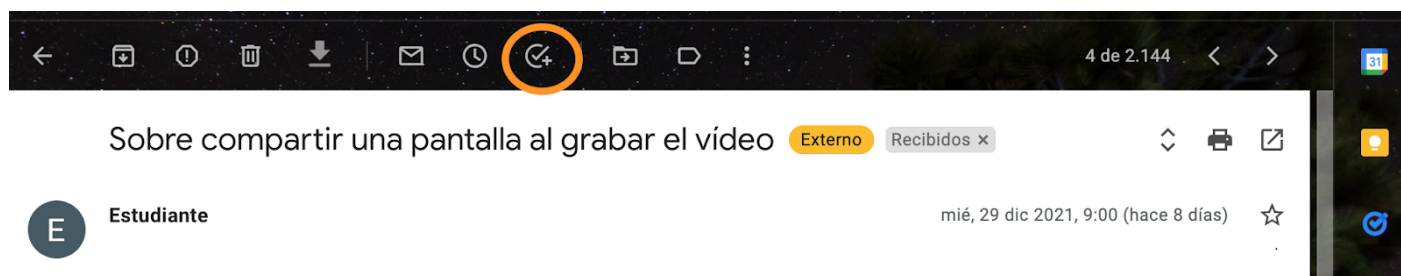 4 de 2.144
31
Sobre compartir una pantalla al grabar el vídeo Externo Recibidos ×
E
Estudiante
mié, 29 dic 2021, 9:00 (hace 8 días)